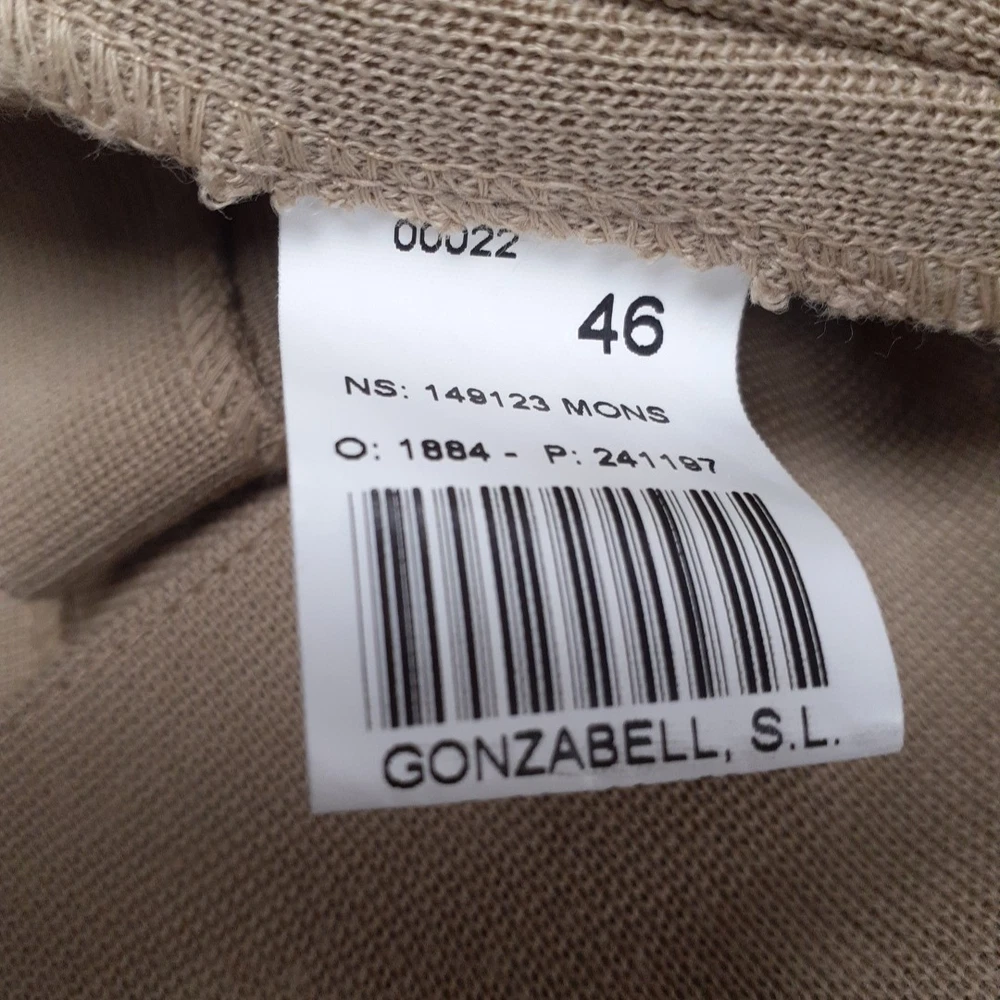 00022
46
NS: 149123 MONS
O: 1884 - P: 241197
GONZABELL, S.L.